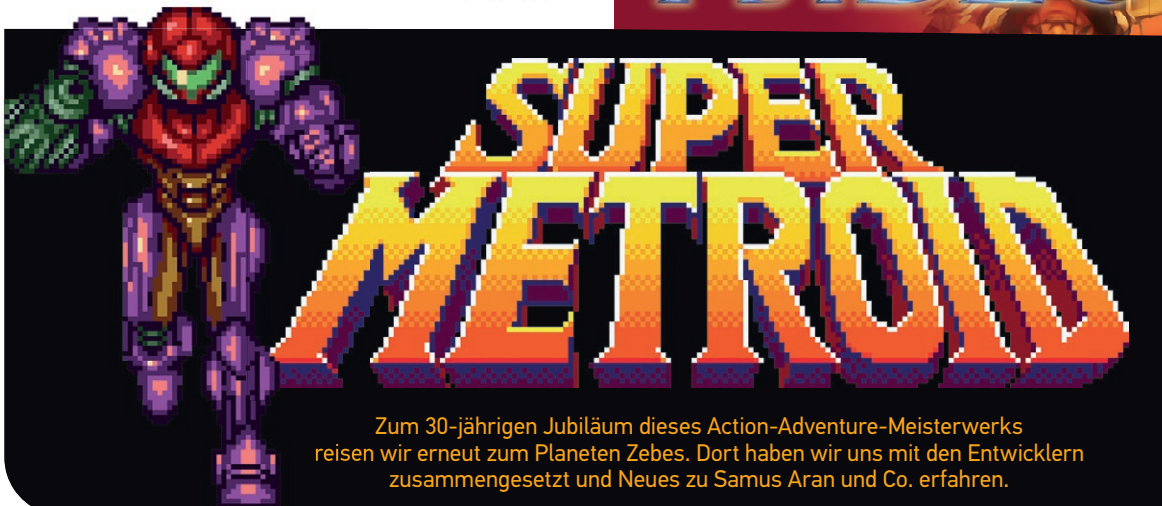 SUPER
METROID
Zum 30-jährigen Jubiläum dieses Action-Adventure-Meisterwerks
reisen wir erneut zum Planeten Zebes. Dort haben wir uns mit den Entwicklern
zusammengesetzt und Neues zu Samus Aran und Co. erfahren.